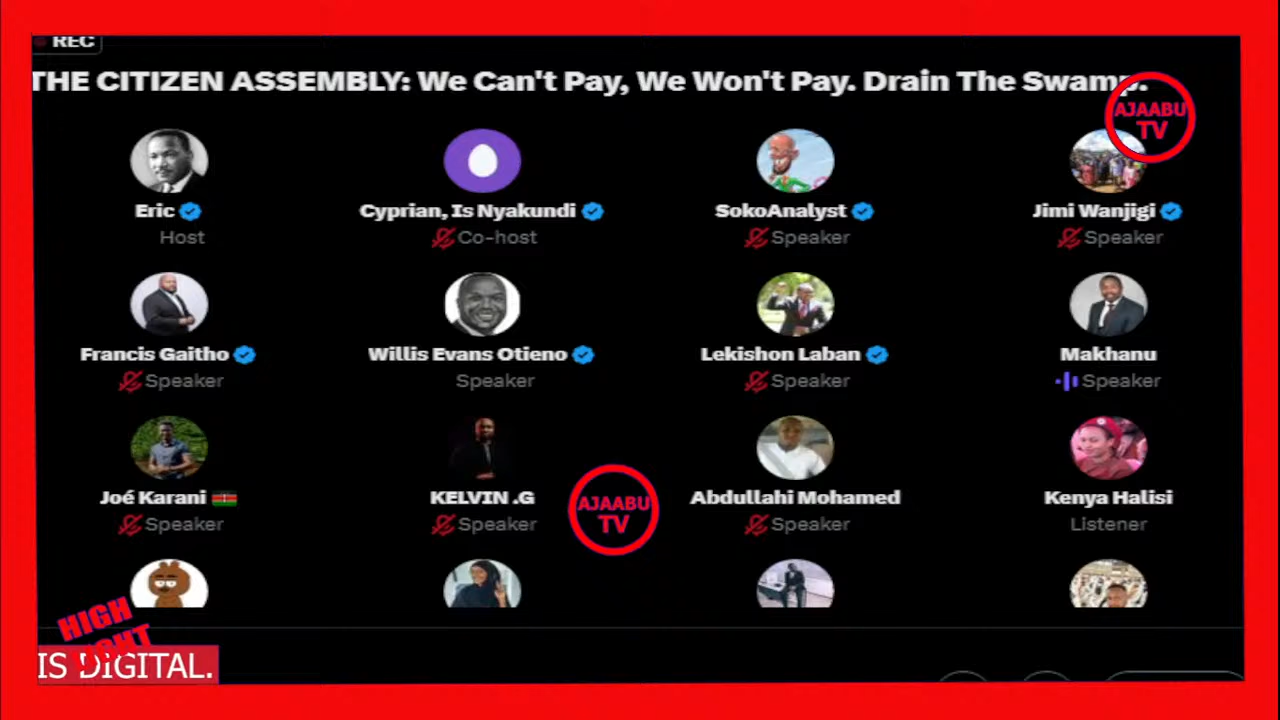 REC
THE CITIZEN ASSEMBLY: We Can't Pay, We Won't Pay. Drain The Swamp.
AJAABU
TV
Eric
Cyprian, Is Nyakundi
SokoAnalyst
Jimi Wanjigi
Host
Co-host
Speaker
Speaker
Francis Gaitho
Willis Evans Otieno
Lekishon Laban
Makhanu
Speaker
Speaker
Speaker
Speaker
Joé Karani
KELVIN .G
Abdullahi Mohamed
Kenya Halisi
Speaker
Speaker
Speaker
Listener
AJAABU
TV
HIGH
IS DIGITAL.